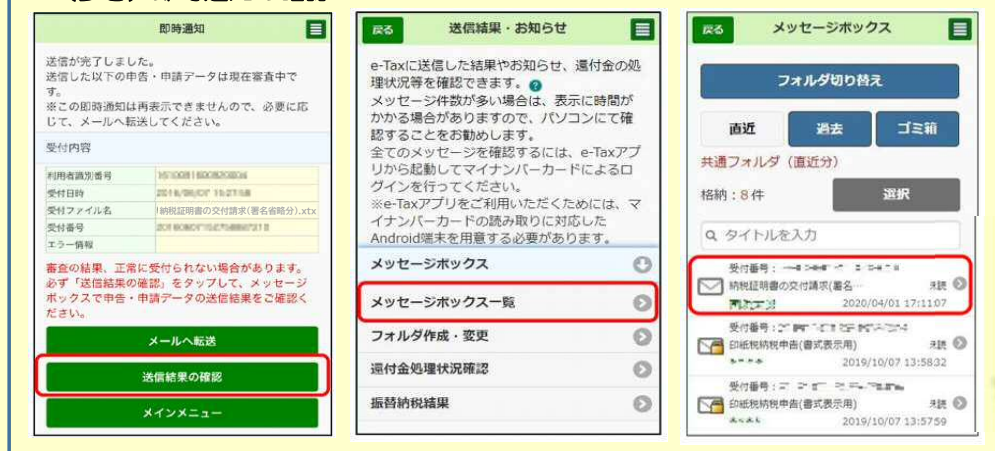 即時通知
送信が完了しました。
送信した以下の申告・申請データは現在審査中で
す。
※この即時通知は再表示できませんので、必要に応
じて、メールへ転送してください。
受付内容
利用者識別番号
受付日時
受付ファイル名 納税証明書の交付請求(署名省略分).xtx
受付番号
エラー情報
審査の結果、正常に受付られない場合があります。
必ず「送信結果の確認」をタップして、メッセージ
ボックスで申告・申請データの送信結果をご確認く
ださい。
メールへ転送
送信結果の確認
メインメニュー
戻る 送信結果・お知らせ
e-Taxに送信した結果やお知らせ、還付金の処
理状況等を確認できます。
メッセージ件数が多い場合は、表示に時間が
かかる場合がありますので、パソコンにて確
認することをお勧めします。
全てのメッセージを確認するには、e-Taxアプ
リから起動してマイナンバーカードによるロ
グインを行ってください。
※e-Taxアプリをご利用いただくためには、マ
イナンバーカードの読み取りに対応した
Android端末を用意する必要があります。
メッセージボックス
メッセージボックス一覧
フォルダ作成・変更
還付金処理状況確認
振替納税結果
戻る メッセージボックス
フォルダ切り替え
直近 過去 ゴミ箱
共通フォルダ（直近分）
格納：8件 選択
タイトルを入力
受付番号：
納税証明書の交付請求(署名… 未読
2020/04/01 17:11:07
受付番号：
印紙税納税申告(書式表示用) 未読
2019/10/07 13:58:32
受付番号：
印紙税納税申告(書式表示用) 未読
2019/10/07 13:57:59